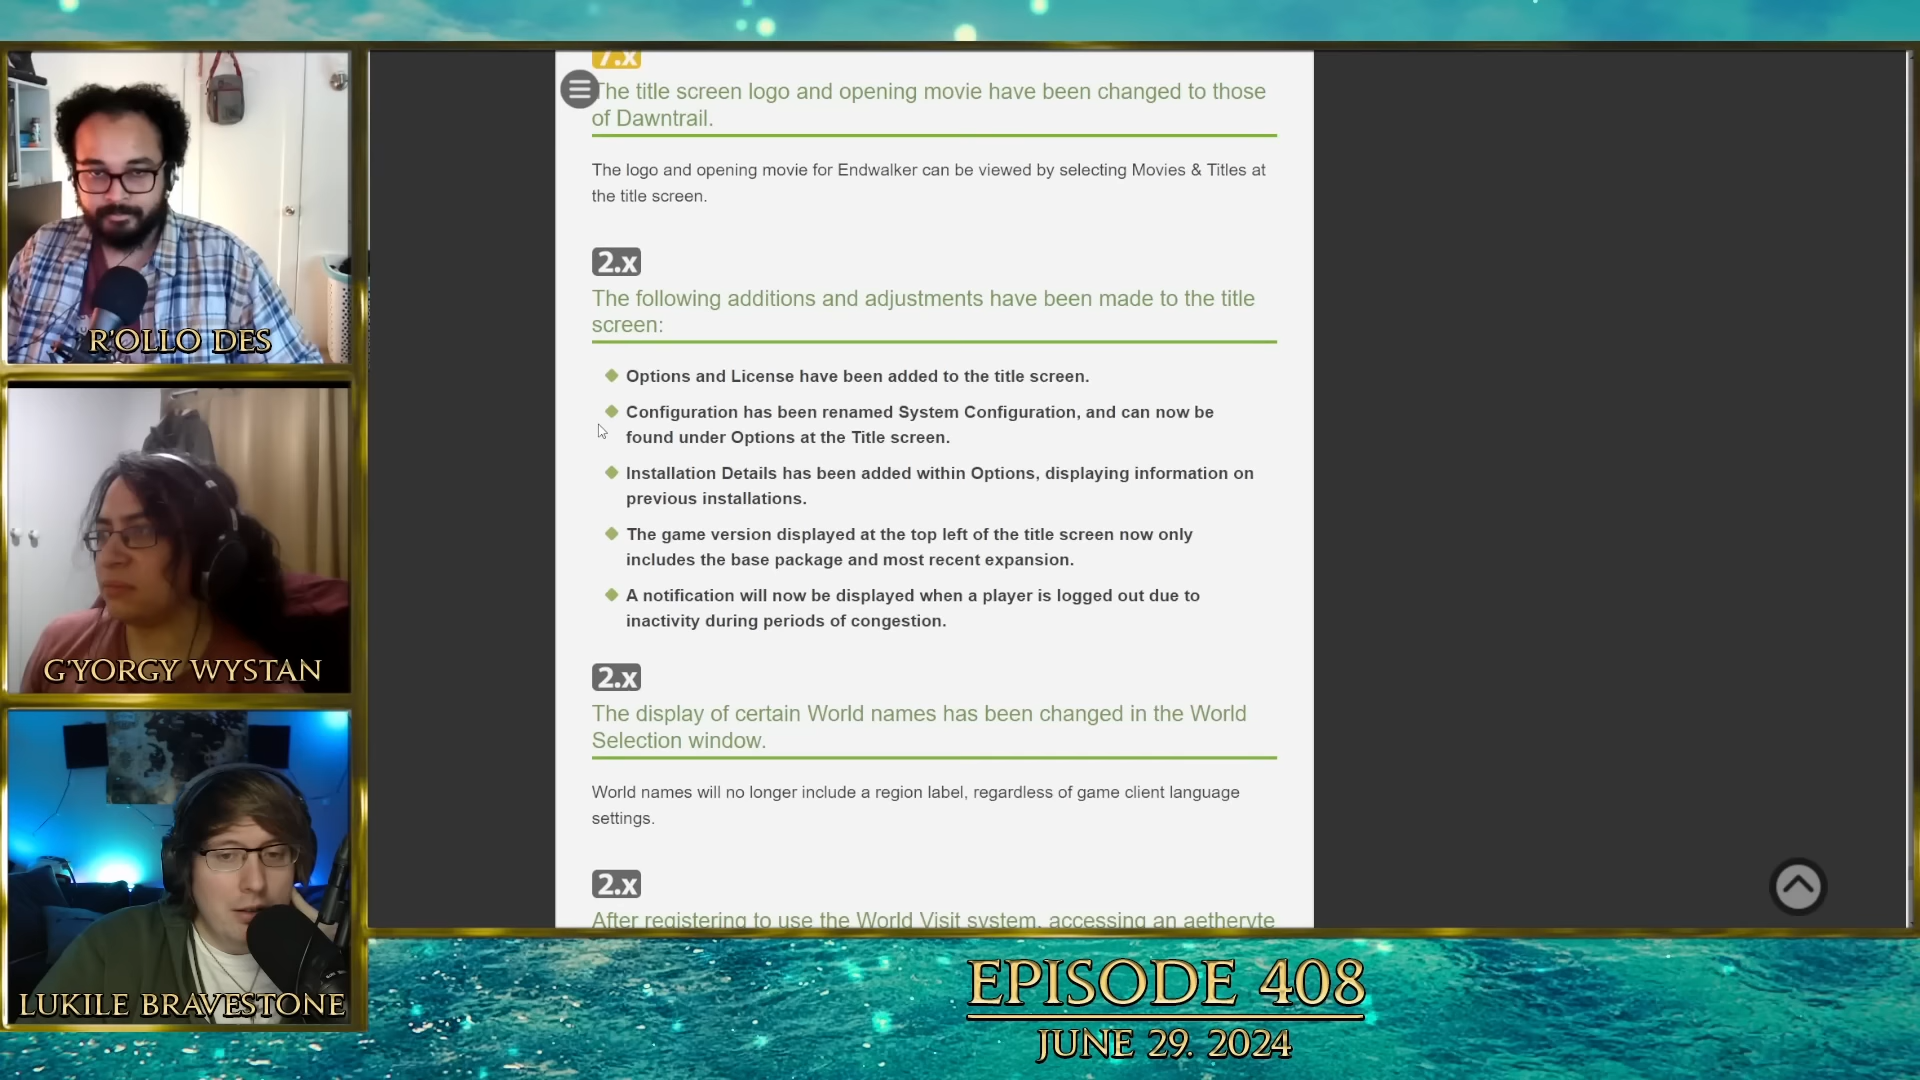 7.x
The title screen logo and opening movie have been changed to those
of Dawntrail.
The logo and opening movie for Endwalker can be viewed by selecting Movies & Titles at
the title screen.
2.x
The following additions and adjustments have been made to the title
screen:
Options and License have been added to the title screen.
Configuration has been renamed System Configuration, and can now be
found under Options at the Title screen.
Installation Details has been added within Options, displaying information on
previous installations.
The game version displayed at the top left of the title screen now only
includes the base package and most recent expansion.
A notification will now be displayed when a player is logged out due to
inactivity during periods of congestion.
2.x
The display of certain World names has been changed in the World
Selection window.
World names will no longer include a region label, regardless of game client language
settings.
2.x
After registering to use the World Visit system, accessing an aetheryte
R'OLLO DES
G'YORGY WYSTAN
LUKILE BRAVESTONE
EPISODE 408
JUNE 29. 2024